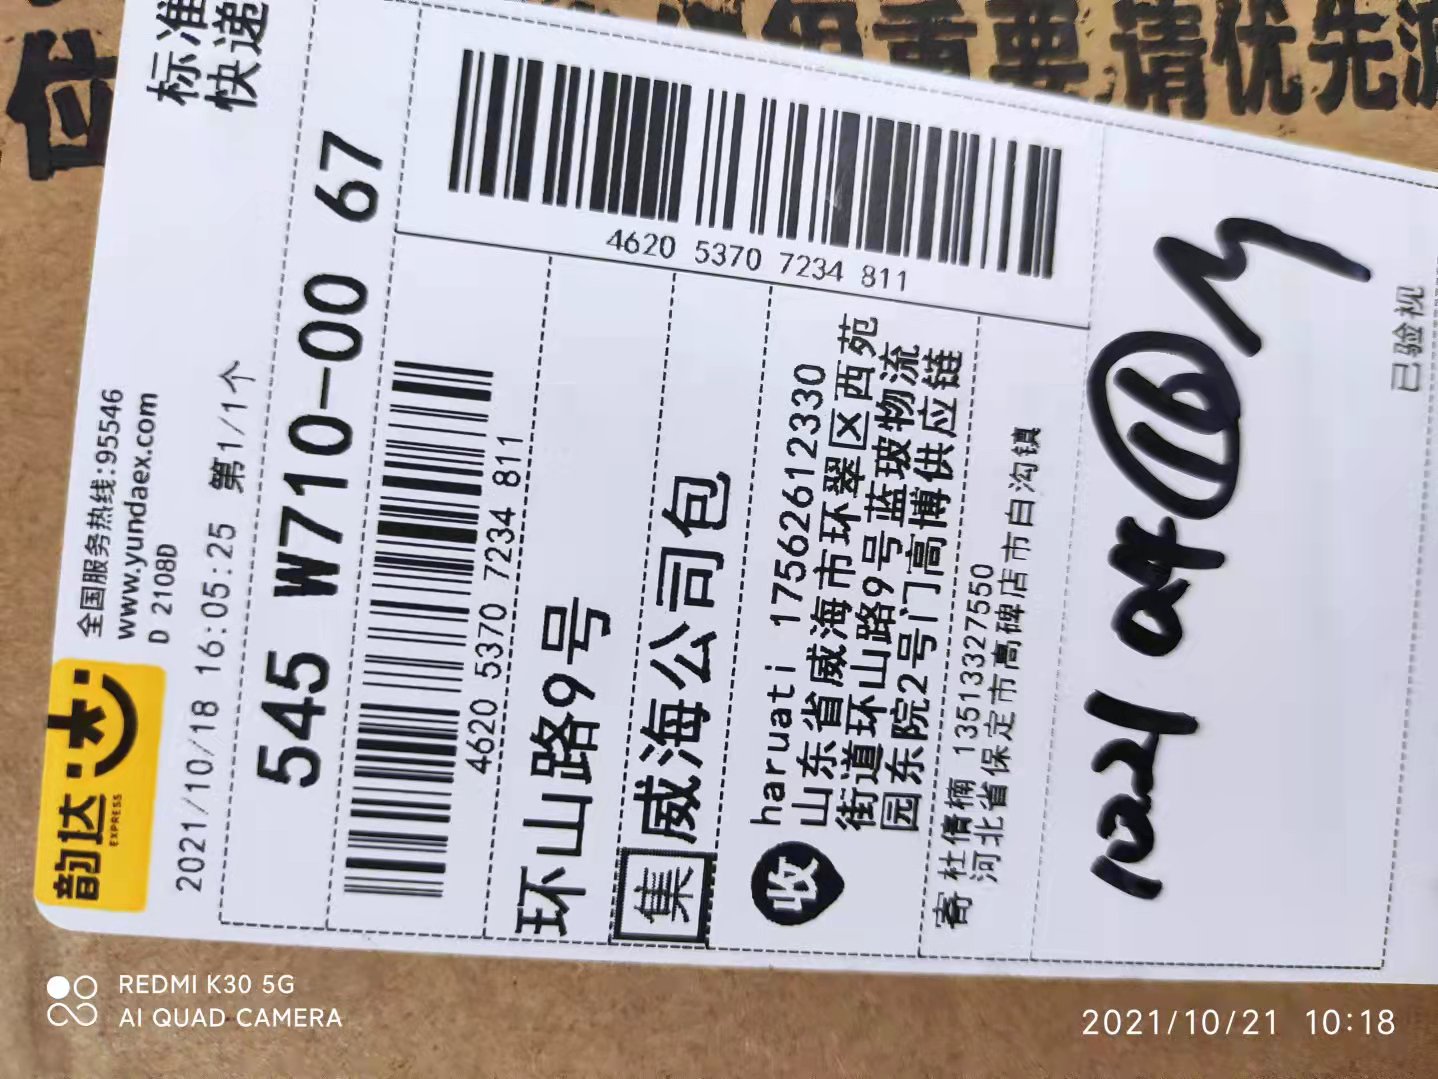 韵达
EXPRESS
全国服务热线:95546
www.yundaex.com
D 2108D
标准
快递
2021/10/18 16:05:25 第1/1个
545 W710-00 67
4620 5370 7234 811
环山路9号
集 威海公司包
收 haruati 17562612330
山东省威海市环翠区西苑
街道环山路9号蓝玻物流
园东院2号门高博供应链
寄 杜倩楠 13513327550
河北省保定市高碑店市白沟镇
4620 5370 7234 811
已验视
1021
16
重要 请优先派
REDMI K30 5G
AI QUAD CAMERA
2021/10/21 10:18